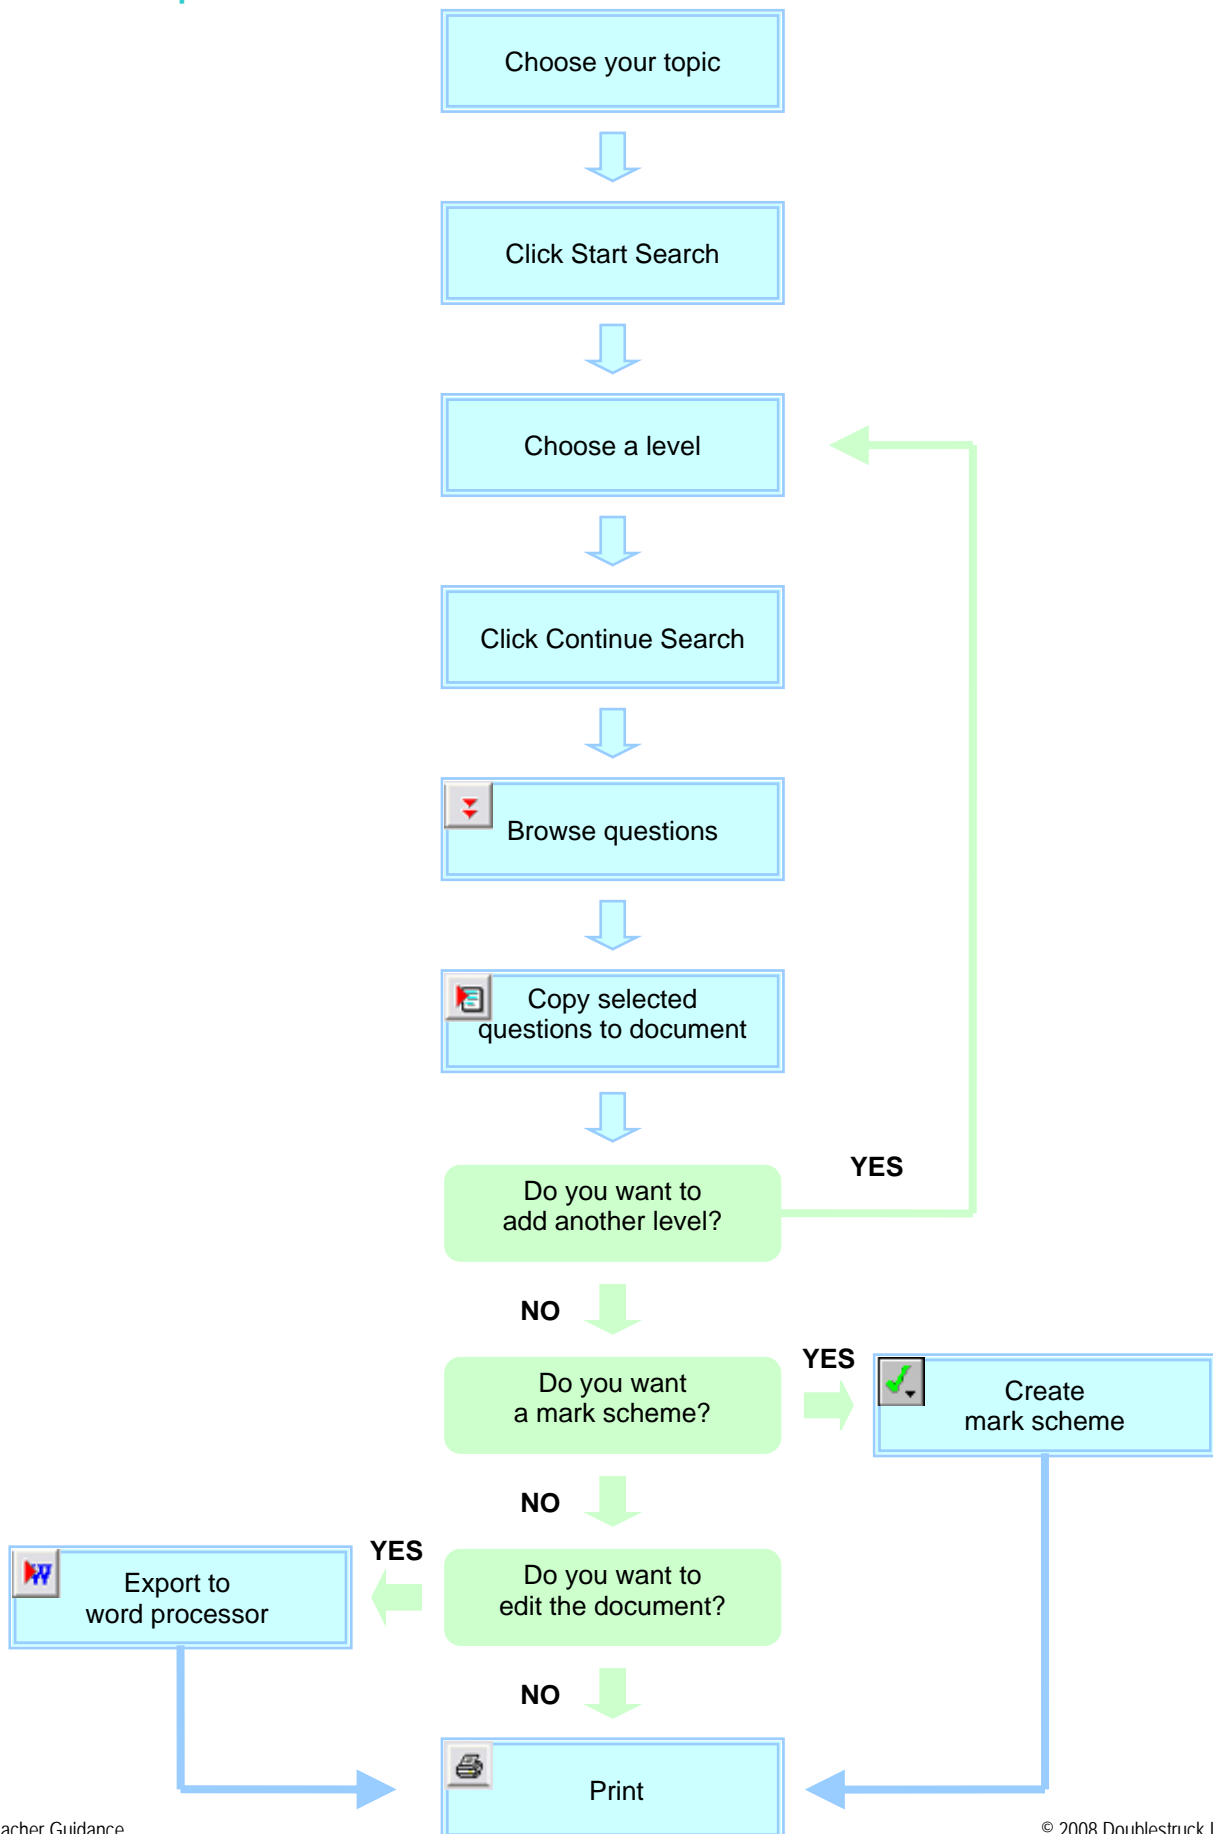 Choose your topic
Click Start Search
Choose a level
Click Continue Search
Browse questions
Copy selected
questions to document
YES
Do you want to
add another level?
NO
YES
Do you want
a mark scheme?
Create
mark scheme
NO
YES
Export to
word processor
Do you want to
edit the document?
NO
Print
acher Guidance
© 2008 Doublestruck